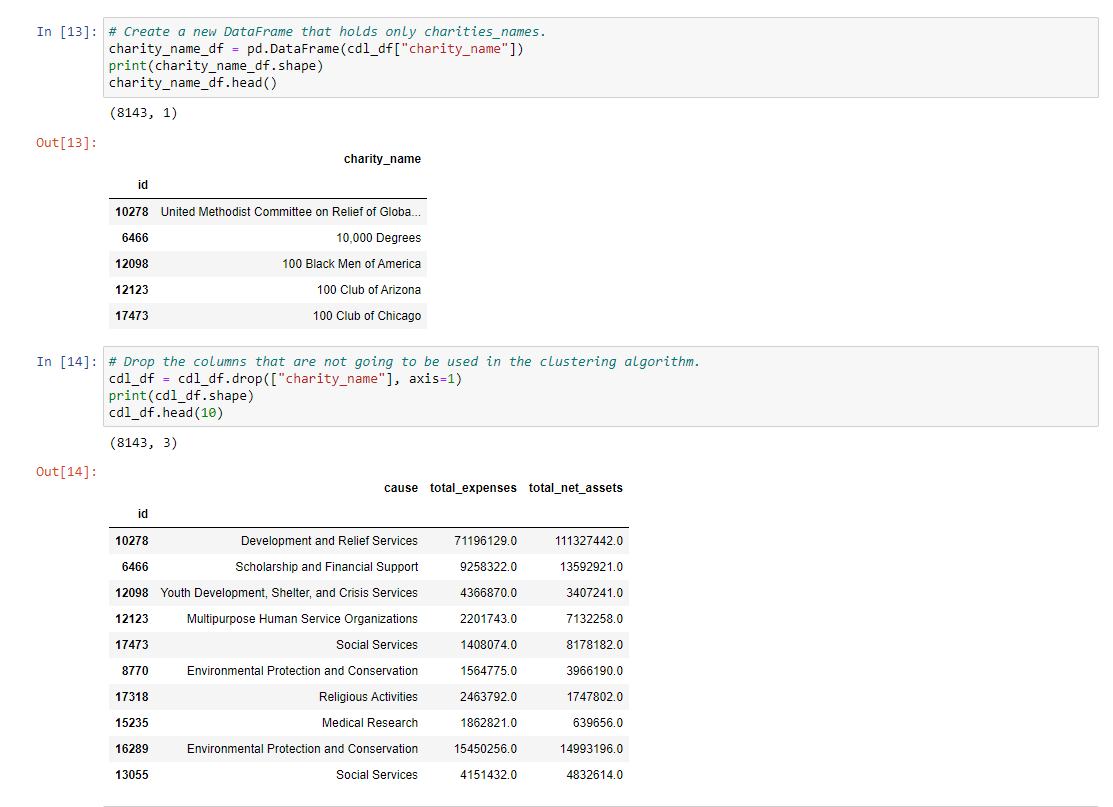 In [13]: # Create a new DataFrame that holds only charities_names.
charity_name_df = pd.DataFrame(cdl_df["charity_name"])
print(charity_name_df.shape)
charity_name_df.head()
(8143, 1)
Out[13]:
charity_name
id
10278 United Methodist Committee on Relief of Globa...
6466 10,000 Degrees
12098 100 Black Men of America
12123 100 Club of Arizona
17473 100 Club of Chicago
In [14]: # Drop the columns that are not going to be used in the clustering algorithm.
cdl_df = cdl_df.drop(["charity_name"], axis=1)
print(cdl_df.shape)
cdl_df.head(10)
(8143, 3)
Out[14]:
cause total_expenses total_net_assets
id
10278 Development and Relief Services 71196129.0 111327442.0
6466 Scholarship and Financial Support 9258322.0 13592921.0
12098 Youth Development, Shelter, and Crisis Services 4366870.0 3407241.0
12123 Multipurpose Human Service Organizations 2201743.0 7132258.0
17473 Social Services 1408074.0 8178182.0
8770 Environmental Protection and Conservation 1564775.0 3966190.0
17318 Religious Activities 2463792.0 1747802.0
15235 Medical Research 1862821.0 639656.0
16289 Environmental Protection and Conservation 15450256.0 14993196.0
13055 Social Services 4151432.0 4832614.0